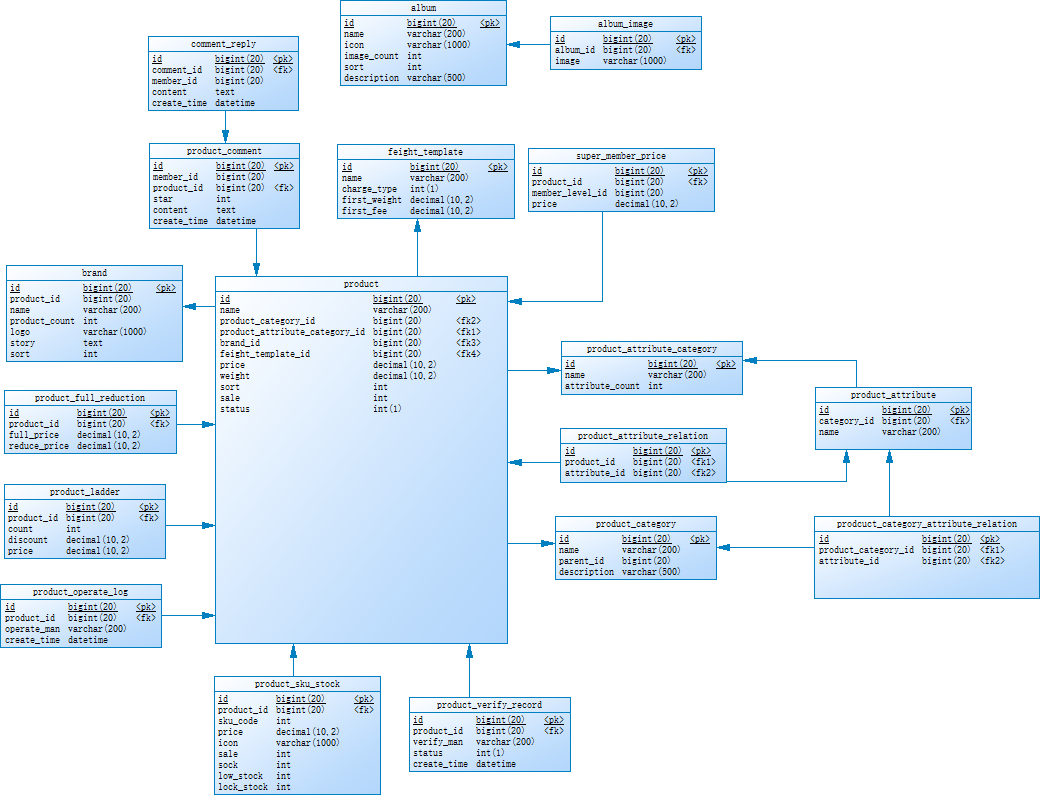 album
id bigint(20) <pk>
name varchar(200)
icon varchar(1000)
image_count int
sort int
description varchar(500)
album_image
id bigint(20) <pk>
album_id bigint(20) <fk>
image varchar(1000)
comment_reply
id bigint(20) <pk>
comment_id bigint(20) <fk>
member_id bigint(20)
content text
create_time datetime
product_comment
id bigint(20) <pk>
member_id bigint(20)
product_id bigint(20) <fk>
star int
content text
create_time datetime
feight_template
id bigint(20) <pk>
name varchar(200)
charge_type int(1)
first_weight decimal(10,2)
first_fee decimal(10,2)
super_member_price
id bigint(20) <pk>
product_id bigint(20) <fk>
member_level_id bigint(20)
price decimal(10,2)
brand
id bigint(20) <pk>
product_id bigint(20)
name varchar(200)
product_count int
logo varchar(1000)
story text
sort int
product
id bigint(20) <pk>
name varchar(200)
product_category_id bigint(20) <fk2>
product_attribute_category_id bigint(20) <fk1>
brand_id bigint(20) <fk3>
feight_template_id bigint(20) <fk4>
price decimal(10,2)
weight decimal(10,2)
sort int
sale int
status int(1)
product_attribute_category
id bigint(20) <pk>
name varchar(200)
attribute_count int
product_attribute
id bigint(20) <pk>
category_id bigint(20) <fk>
name varchar(200)
product_full_reduction
id bigint(20) <pk>
product_id bigint(20) <fk>
full_price decimal(10,2)
reduce_price decimal(10,2)
product_attribute_relation
id bigint(20) <pk>
product_id bigint(20) <fk1>
attribute_id bigint(20) <fk2>
product_ladder
id bigint(20) <pk>
product_id bigint(20) <fk>
count int
discount decimal(10,2)
price decimal(10,2)
product_category
id bigint(20) <pk>
name varchar(200)
parent_id bigint(20)
description varchar(500)
prodcuct_category_attribute_relation
id bigint(20) <pk>
product_category_id bigint(20) <fk1>
attribute_id bigint(20) <fk2>
product_operate_log
id bigint(20) <pk>
product_id bigint(20) <fk>
operate_man varchar(200)
create_time datetime
product_sku_stock
id bigint(20) <pk>
product_id bigint(20) <fk>
sku_code int
price decimal(10,2)
icon varchar(1000)
sale int
sock int
low_stock int
lock_stock int
product_verify_record
id bigint(20) <pk>
product_id bigint(20) <fk>
verify_man varchar(200)
status int(1)
create_time datetime